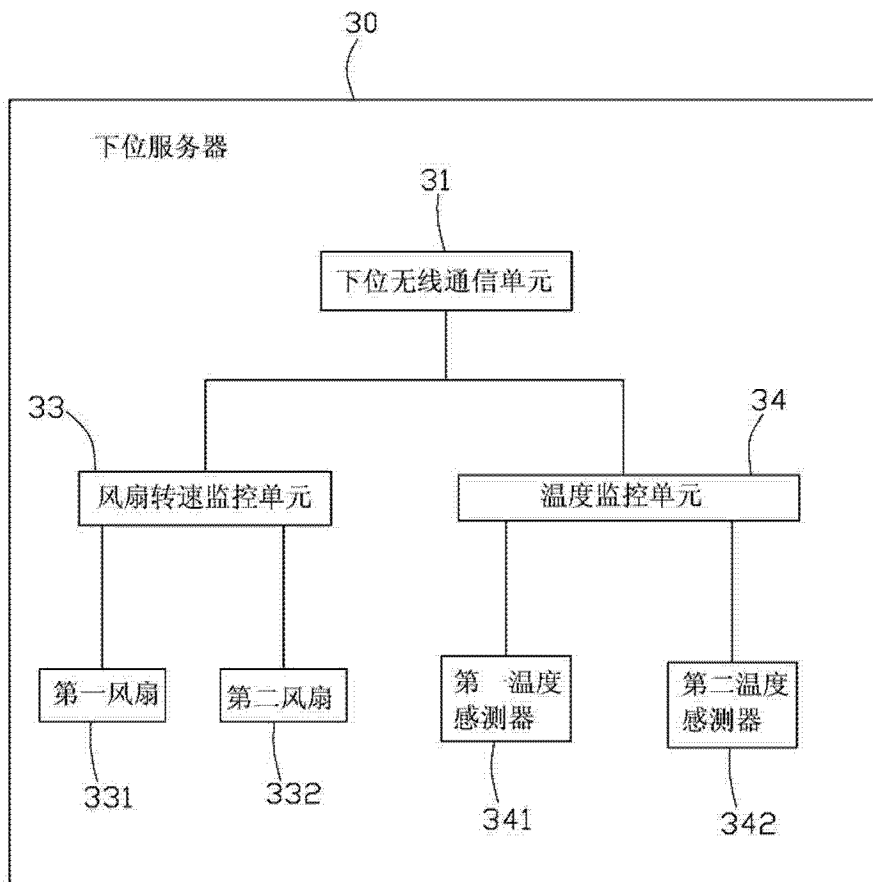 30
下位服务器
31
下位无线通信单元
33
34
风扇转速监控单元
温度监控单元
第一风扇
第二风扇
第一温度
感测器
第二温度
感测器
331
332
341
342